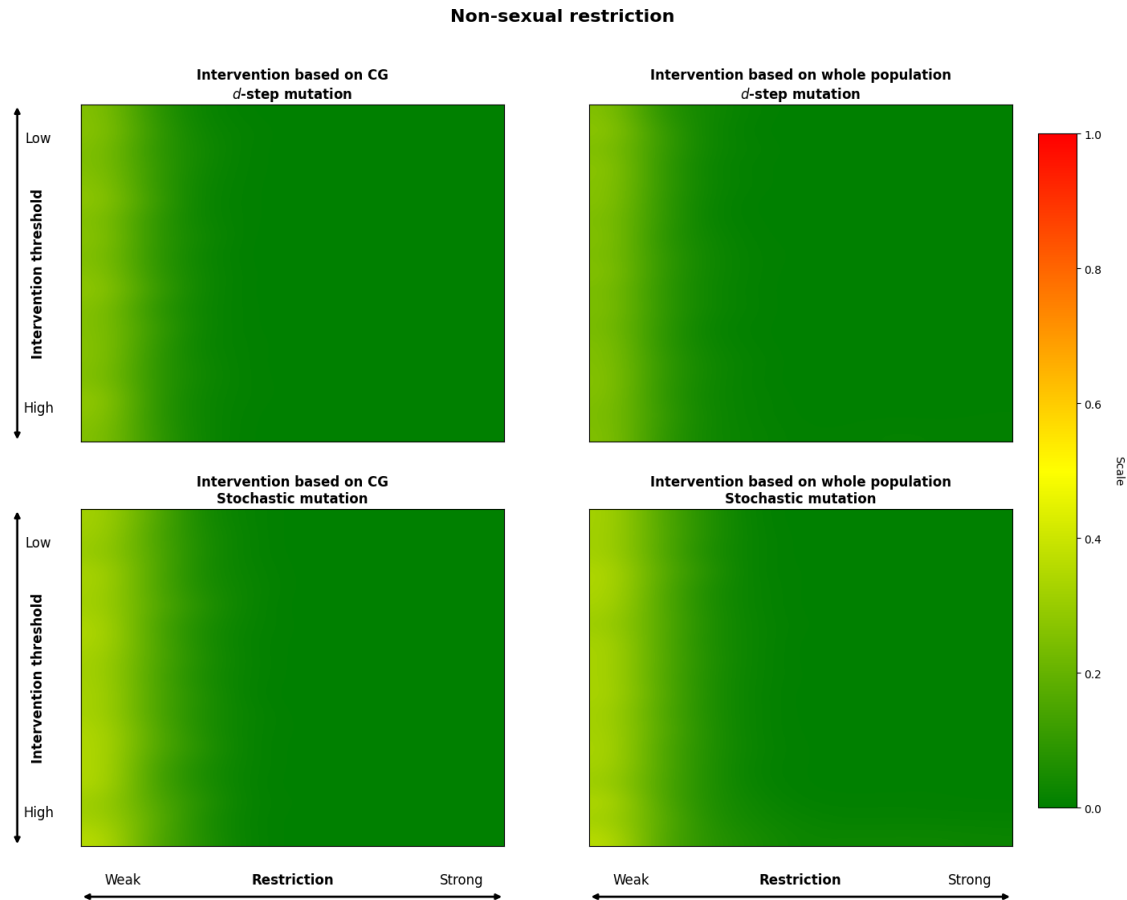 Non-sexual restriction
Intervention based on CG
d-step mutation
Intervention based on whole population
d-step mutation
Low
Intervention threshold
High
1.0
0.8
0.6
0.4
0.2
0.0
Scale
Intervention based on CG
Stochastic mutation
Intervention based on whole population
Stochastic mutation
Low
Intervention threshold
High
Weak Restriction Strong
Weak Restriction Strong